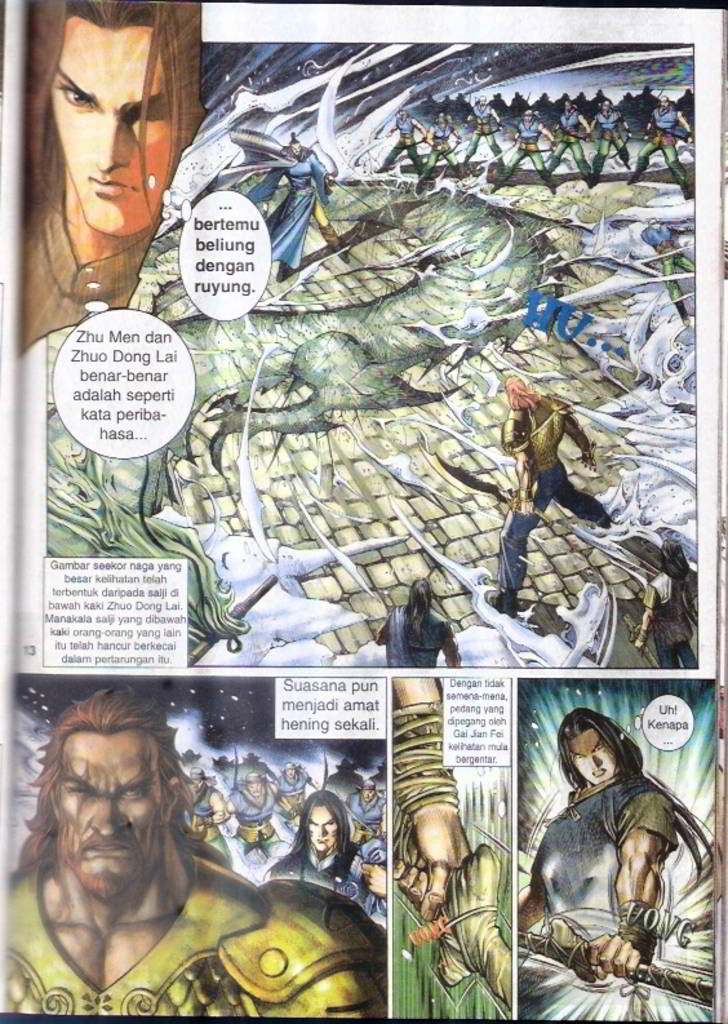 Zhu Men dan
Zhuo Dong Lai
benar-benar
adalah seperti
kata periba-
hasa...
...
bertemu
beliung
dengan
ruyung.
HU...
Gambar seekor naga yang
besar kelihatan telah
terbentuk daripada salji di
bawah kaki Zhuo Dong Lai.
Manakala salji yang dibawah
kaki orang-orang yang lain
itu telah hancur berkecai
dalam pertarungan itu.
13
Suasana pun
menjadi amat
hening sekali.
Dengan tidak
semena-mena,
pedang yang
dipegang oleh
Gai Jian Fei
kelihatan mula
bergentar.
Uh!
Kenapa
...
UONG